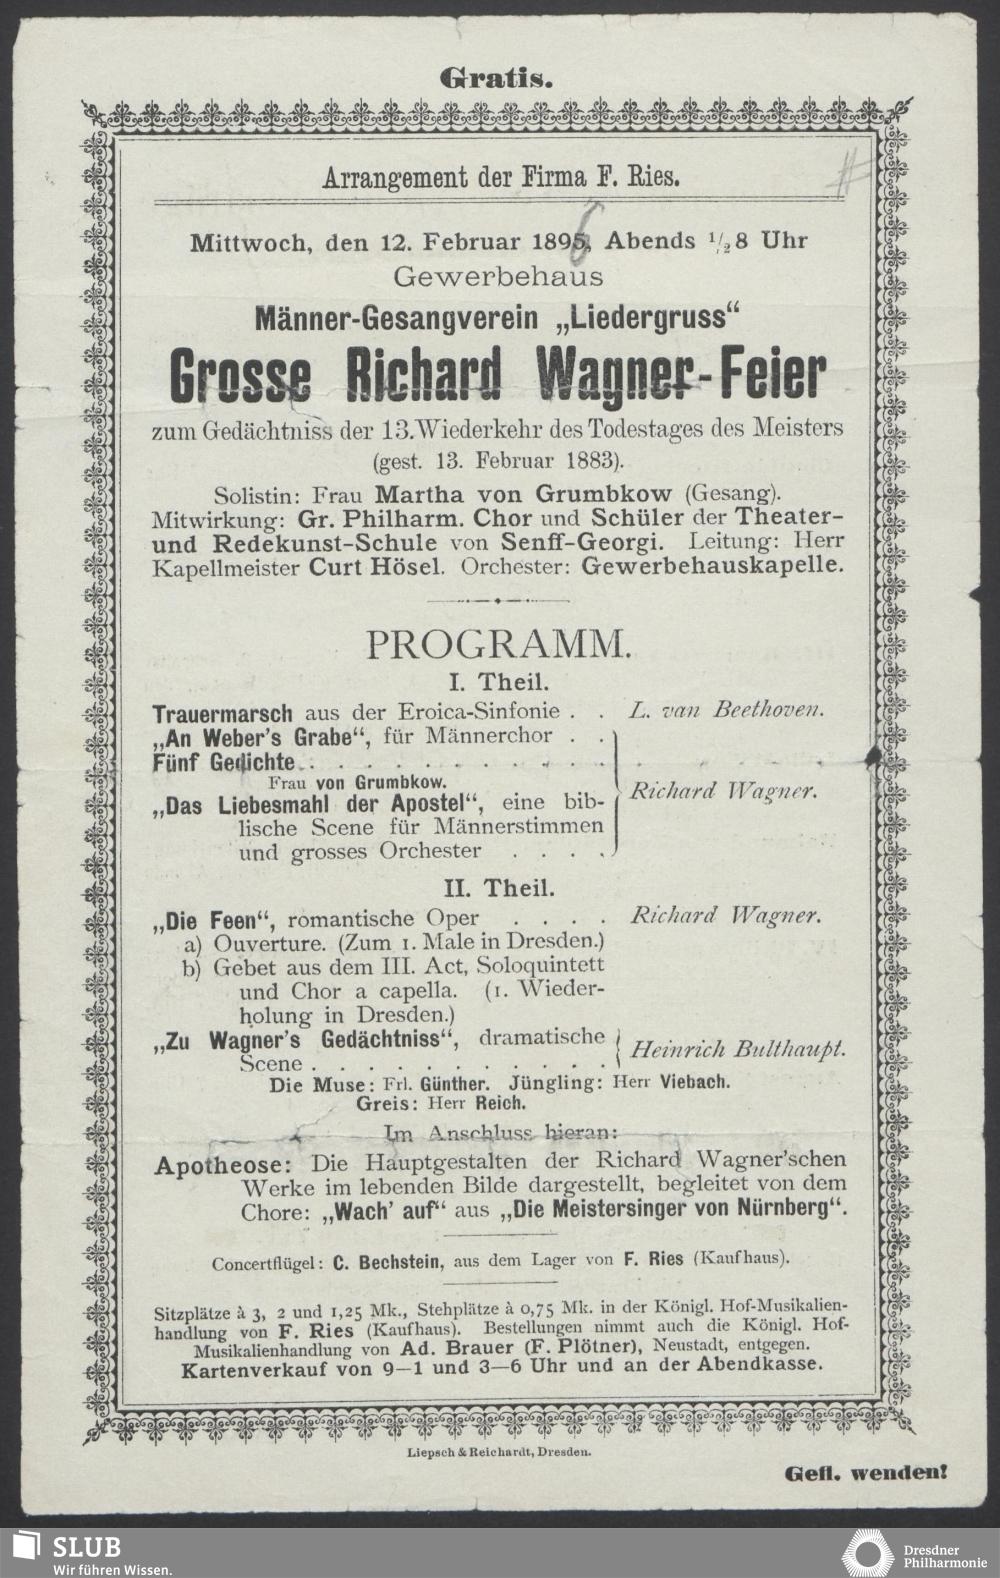 Gratis.
Arrangement der Firma F. Ries.
#
Mittwoch, den 12. Februar 1895, Abends 1/2 8 Uhr
6
Gewerbehaus
Männer-Gesangverein „Liedergruss“
Grosse Richard Wagner-Feier
zum Gedächtniss der 13. Wiederkehr des Todestages des Meisters
(gest. 13. Februar 1883).
Solistin: Frau Martha von Grumbkow (Gesang).
Mitwirkung: Gr. Philharm. Chor und Schüler der Theater-
und Redekunst-Schule von Senff-Georgi. Leitung: Herr
Kapellmeister Curt Hösel. Orchester: Gewerbehauskapelle.
PROGRAMM.
I. Theil.
Trauermarsch aus der Eroica-Sinfonie . . L. van Beethoven.
„An Weber's Grabe“, für Männerchor . .
Fünf Gedichte . . . . . . . . . . .
Frau von Grumbkow.
Richard Wagner.
„Das Liebesmahl der Apostel“, eine bib-
lische Scene für Männerstimmen
und grosses Orchester . . . .
II. Theil.
„Die Feen“, romantische Oper . . . . Richard Wagner.
a) Ouverture. (Zum 1. Male in Dresden.)
b) Gebet aus dem III. Act, Soloquintett
und Chor a capella. (1. Wieder-
holung in Dresden.)
„Zu Wagner's Gedächtniss“, dramatische
Scene . . . . . . . . . . . Heinrich Bulthaupt.
Die Muse: Frl. Günther. Jüngling: Herr Viebach.
Greis: Herr Reich.
Im Anschluss hieran:
Apotheose: Die Hauptgestalten der Richard Wagner'schen
Werke im lebenden Bilde dargestellt, begleitet von dem
Chore: „Wach' auf“ aus „Die Meistersinger von Nürnberg“.
Concertflügel: C. Bechstein, aus dem Lager von F. Ries (Kaufhaus).
Sitzplätze à 3, 2 und 1,25 Mk., Stehplätze à 0,75 Mk. in der Königl. Hof-Musikalien-
handlung von F. Ries (Kaufhaus). Bestellungen nimmt auch die Königl. Hof-
Musikalienhandlung von Ad. Brauer (F. Plötner), Neustadt, entgegen.
Kartenverkauf von 9—1 und 3—6 Uhr und an der Abendkasse.
Liepsch & Reichardt, Dresden.
Gefl. wenden!
SLUB
Wir führen Wissen.
Dresdner
Philharmonie